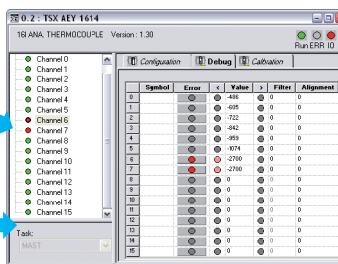 0.2 : TSX AEY 1614
16I ANA. THERMOCOUPLE Version : 1.30
Run ERR IO
Configuration Debug Calibration
Channel 0
Channel 1
Channel 2
Channel 3
Channel 4
Channel 5
Channel 6
Channel 7
Channel 8
Channel 9
Channel 10
Channel 11
Channel 12
Channel 13
Channel 14
Channel 15
Task:
MAST
Symbol Error < Value > Filter Alignment
0 -486 0 0
1 -605 0 0
2 -722 0 0
3 -842 0 0
4 -959 0 0
5 -1074 0 0
6 -2700 0 0
7 -2700 0 0
8 0 0 0
9 0 0 0
10 0 0 0
11 0 0 0
12 0 0 0
13 0 0 0
14 0 0 0
15 0 0 0